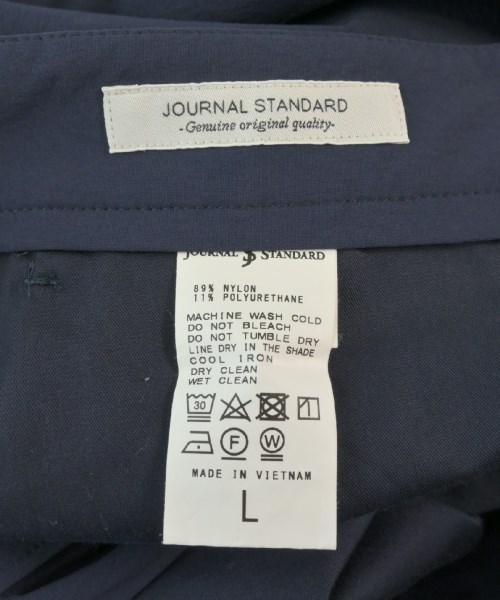 JOURNAL STANDARD
-Genuine original quality-
JOURNAL JS STANDARD
89% NYLON
11% POLYURETHANE
MACHINE WASH COLD
DO NOT BLEACH
DO NOT TUMBLE DRY
LINE DRY IN THE SHADE
COOL IRON
DRY CLEAN
WET CLEAN
30
F W
MADE IN VIETNAM
L